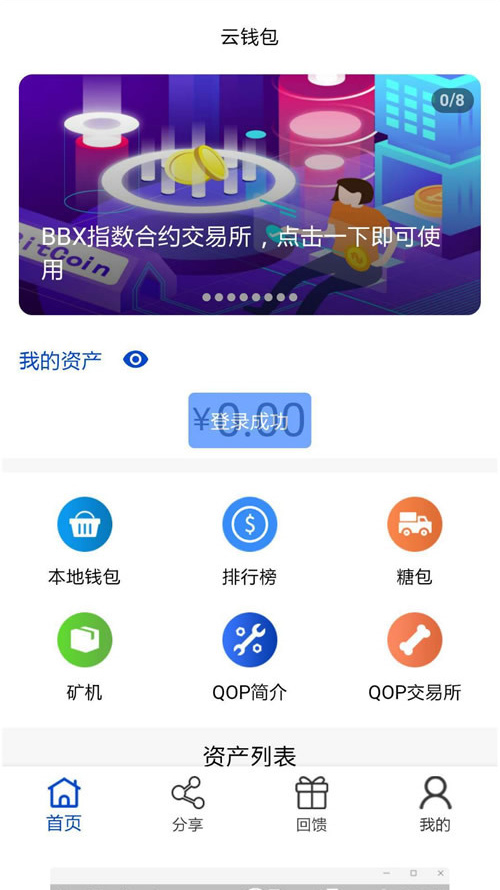 云钱包
0/8
BitCoin
BBX指数合约交易所，点击一下即可使
用
我的资产
¥0.00
登录成功
本地钱包
排行榜
糖包
矿机
QOP简介
QOP交易所
资产列表
首页
分享
回馈
我的